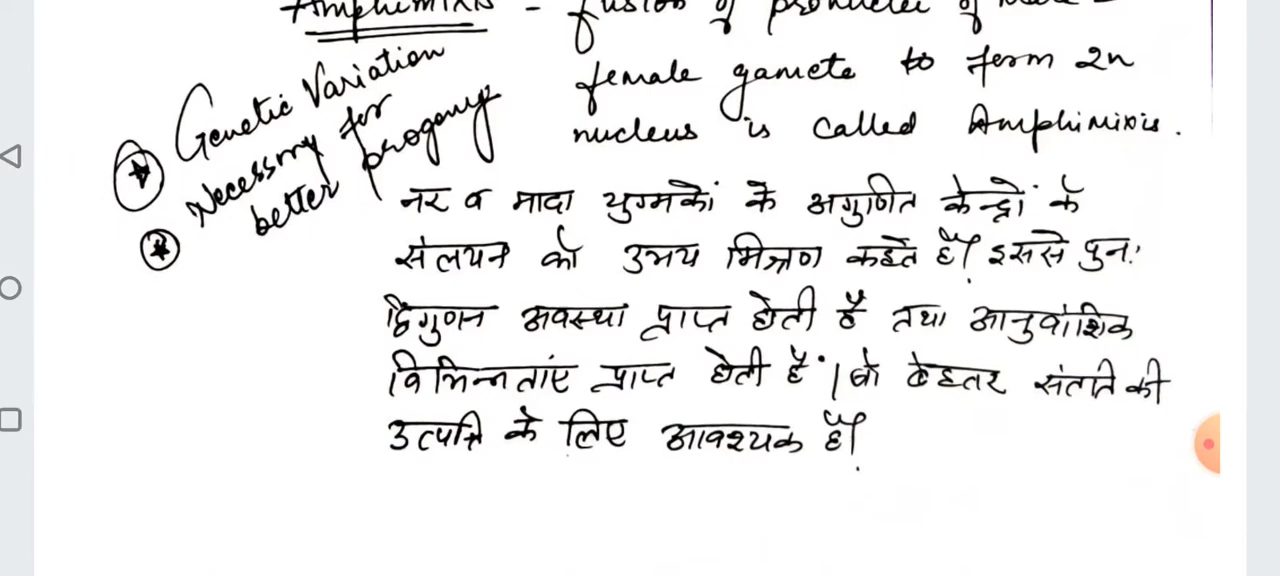 Amphimixis - fusion of pronuclei of male -
female gamete to form 2n
nucleus is called Amphimixis.
Genetic Variation
Necessary for
better progeny
नर व मादा युग्मकों के अगुणित केन्द्रों के
संलयन को उभय मिश्रण कहते हैं। इससे पुनः
द्विगुणन अवस्था प्राप्त होती है तथा आनुवांशिक
विभिन्नताएं प्राप्त होती हैं। जो बेहतर संतति की
उत्पत्ति के लिए आवश्यक हैं।